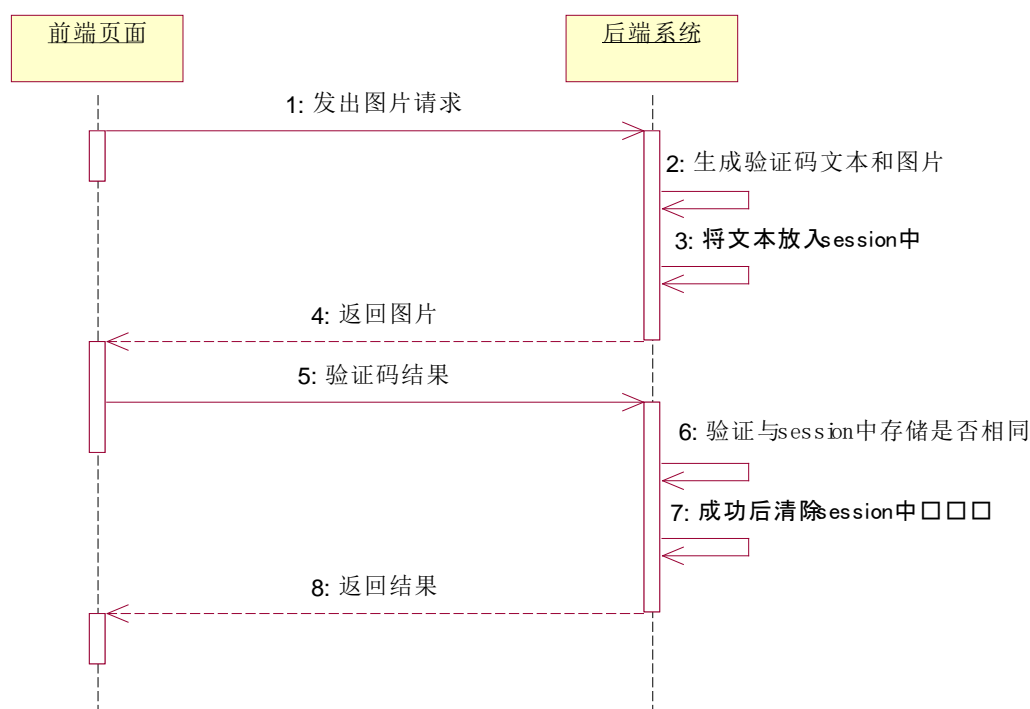 前端页面
后端系统
1: 发出图片请求
2: 生成验证码文本和图片
3: 将文本放入session中
4: 返回图片
5: 验证码结果
6: 验证与session中存储是否相同
7: 成功后清除session中□□□
8: 返回结果